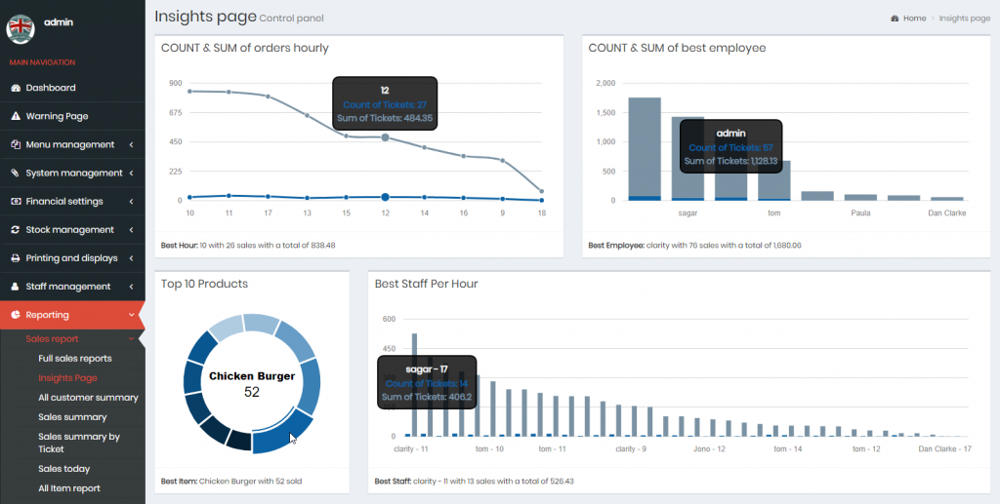 admin
MAIN NAVIGATION
Dashboard
Warning Page
Menu management
System management
Financial settings
Stock management
Printing and displays
Staff management
Reporting
Sales report
Full sales reports
Insights Page
All customer summary
Sales summary
Sales summary by
Ticket
Sales today
All Item report
Insights page Control panel
Home > Insights page
COUNT & SUM of orders hourly
900
675
450
225
0
12
Count of Tickets: 27
Sum of Tickets: 484.35
10 11 17 13 15 12 14 16 9 18
Best Hour: 10 with 26 sales with a total of 838.48
COUNT & SUM of best employee
2,000
1,500
1,000
500
0
admin
Count of Tickets: 57
Sum of Tickets: 1,128.13
sagar tom Paula Dan Clarke
Best Employee: clarity with 76 sales with a total of 1,680.06
Top 10 Products
Chicken Burger
52
Best Item: Chicken Burger with 52 sold
Best Staff Per Hour
600
450
300
150
0
sagar - 17
Count of Tickets: 14
Sum of Tickets: 406.2
clarity - 11 tom - 10 tom - 11 clarity - 9 Jono - 12 tom - 14 tom - 12 Dan Clarke - 17
Best Staff: clarity - 11 with 13 sales with a total of 526.43